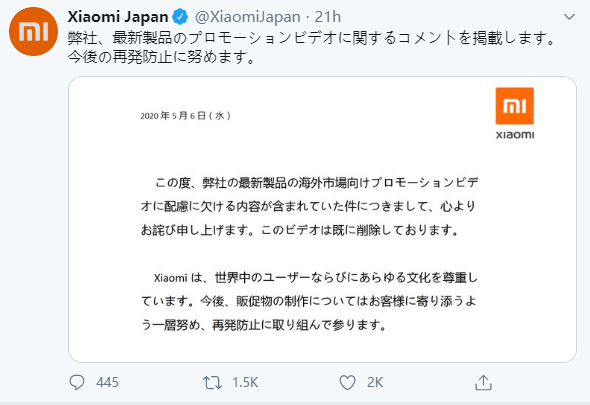 Xiaomi Japan @XiaomiJapan · 21h
弊社、最新製品のプロモーションビデオに関するコメントを掲載します。
今後の再発防止に努めます。
mi
xiaomi
2020 年 5 月 6 日 ( 水 )
この度、弊社の最新製品の海外市場向けプロモーションビデ
オに配慮に欠ける内容が含まれていた件につきまして、心より
お詫び申し上げます。このビデオは既に削除しております。
Xiaomi は、世界中のユーザーならびにあらゆる文化を尊重し
ています。今後、販促物の制作についてはお客様に寄り添うよ
う一層努め、再発防止に取り組んで参ります。
445 1.5K 2K